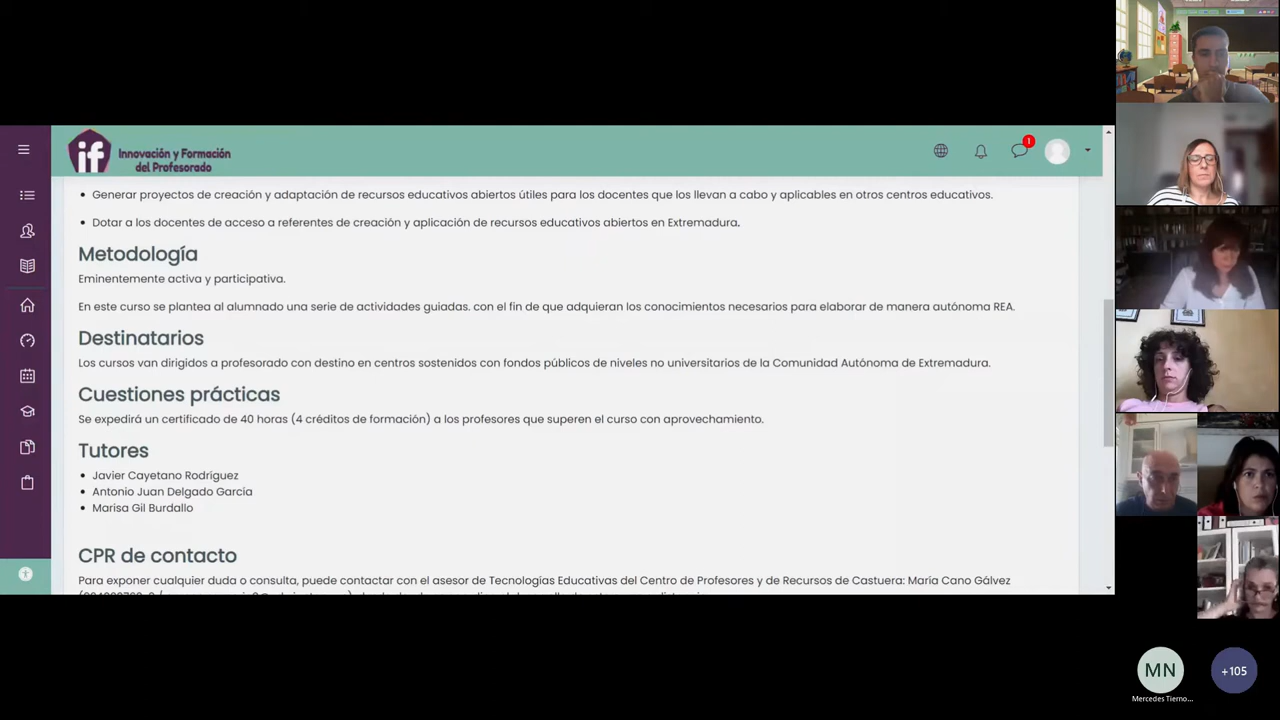 Innovación y Formación
del Profesorado
1
Generar proyectos de creación y adaptación de recursos educativos abiertos útiles para los docentes que los llevan a cabo y aplicables en otros centros educativos.
Dotar a los docentes de acceso a referentes de creación y aplicación de recursos educativos abiertos en Extremadura.
Metodología
Eminentemente activa y participativa.
En este curso se plantea al alumnado una serie de actividades guiadas. con el fin de que adquieran los conocimientos necesarios para elaborar de manera autónoma REA.
Destinatarios
Los cursos van dirigidos a profesorado con destino en centros sostenidos con fondos públicos de niveles no universitarios de la Comunidad Autónoma de Extremadura.
Cuestiones prácticas
Se expedirá un certificado de 40 horas (4 créditos de formación) a los profesores que superen el curso con aprovechamiento.
Tutores
Javier Cayetano Rodríguez
Antonio Juan Delgado García
Marisa Gil Burdallo
CPR de contacto
Para exponer cualquier duda o consulta, puede contactar con el asesor de Tecnologías Educativas del Centro de Profesores y de Recursos de Castuera: María Cano Gálvez
if
MN
+105
Mercedes Tierno...